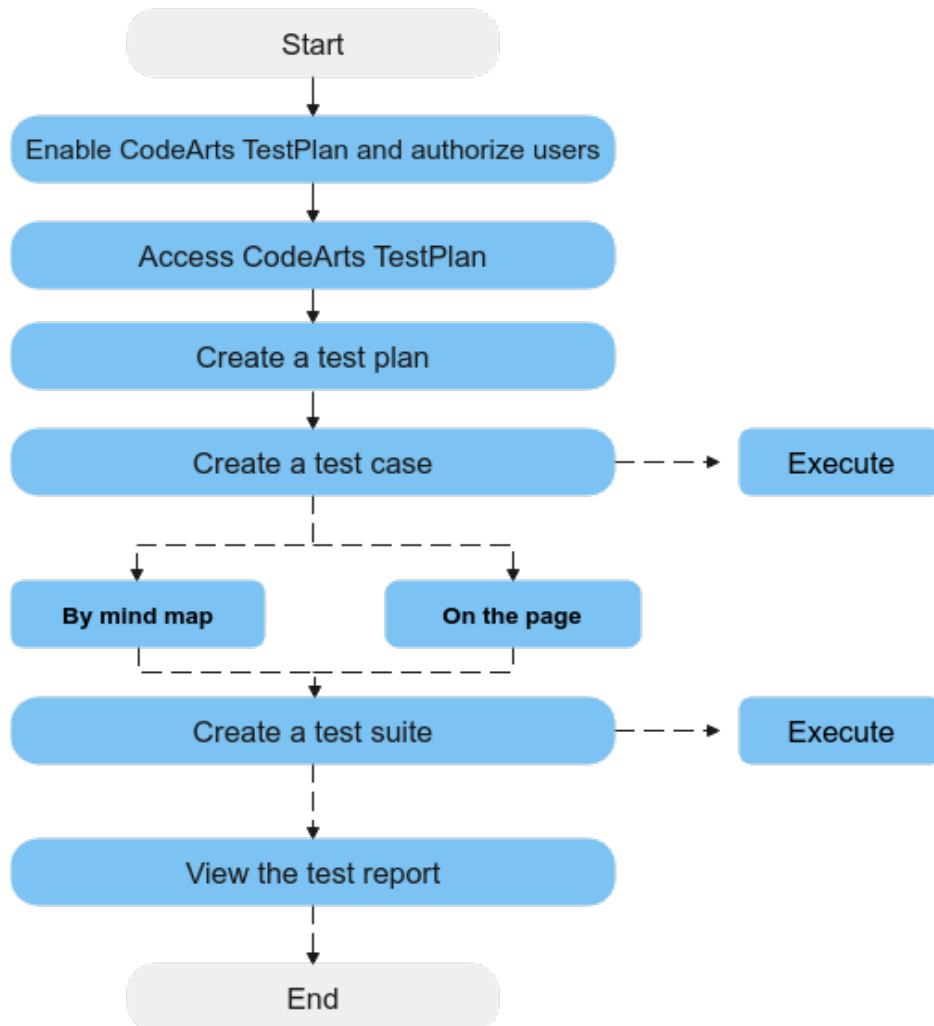 Start
Enable CodeArts TestPlan and authorize users
Access CodeArts TestPlan
Create a test plan
Create a test case
Execute
By mind map
On the page
Create a test suite
Execute
View the test report
End